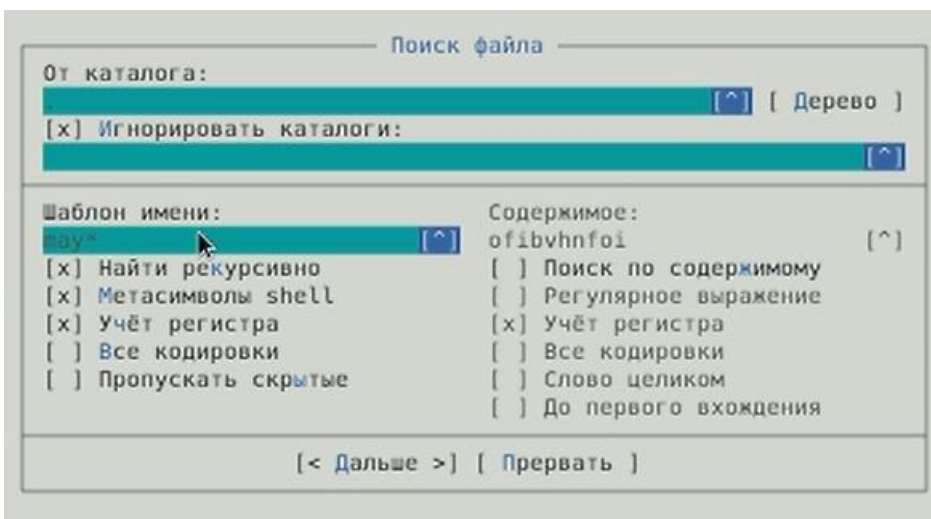 Поиск файла
От каталога:
. [^] [ Дерево ]
[x] Игнорировать каталоги:
[^]
Шаблон имени: Содержимое:
may* [^] ofibvhnfoi [^]
[x] Найти рекурсивно [ ] Поиск по содержимому
[x] Метасимволы shell [ ] Регулярное выражение
[x] Учёт регистра [x] Учёт регистра
[ ] Все кодировки [ ] Все кодировки
[ ] Пропускать скрытые [ ] Слово целиком
[ ] До первого вхождения
[< Дальше >] [ Прервать ]